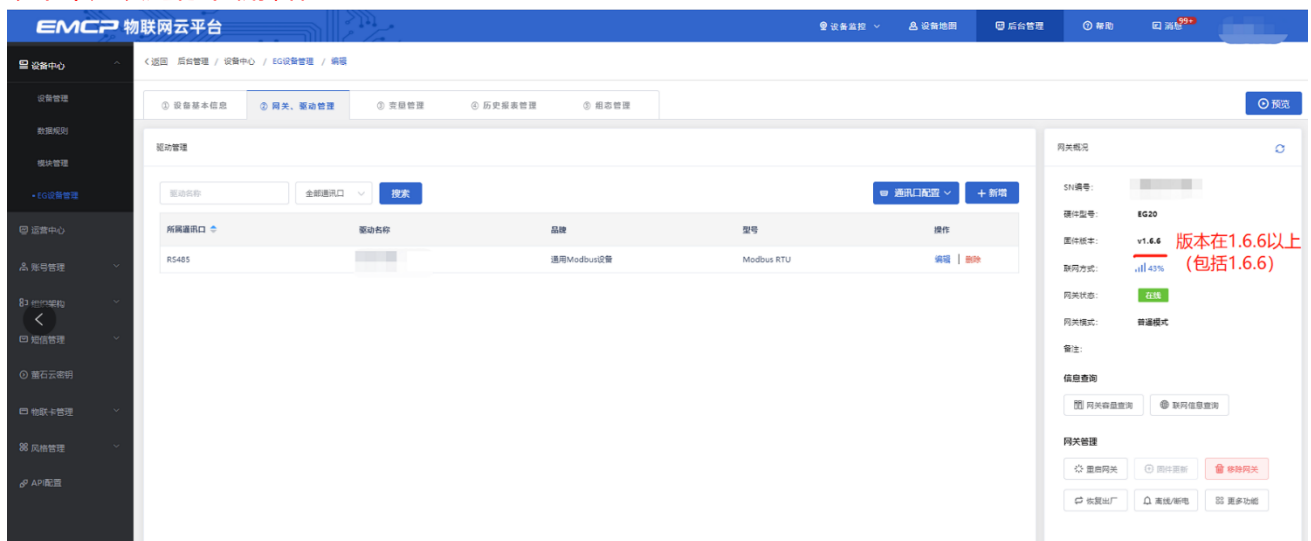 EMCP 物联网云平台
设备监控
设备地图
后台管理
帮助
消息
99+
设备中心
设备管理
数据规则
模块管理
•EG设备管理
运营中心
账号管理
组织架构
短信管理
萤石云密钥
物联卡管理
风格管理
API配置
<返回 后台管理 / 设备中心 / EG设备管理 / 编辑
① 设备基本信息
② 网关、驱动管理
③ 变量管理
④ 历史报表管理
⑤ 组态管理
预览
驱动管理
驱动名称
全部通讯口
搜索
通讯口配置
+ 新增
所属通讯口 驱动名称 品牌 型号 操作
RS485 通用Modbus设备 Modbus RTU 编辑 | 删除
网关概况
SN编号:
硬件型号: EG20
固件版本: v1.6.6
版本在1.6.6以上
（包括1.6.6）
联网方式: 43%
网关状态: 在线
网关模式: 普通模式
备注:
信息查询
网关容量查询 联网信息查询
网关管理
重启网关 固件更新 移除网关
恢复出厂 离线/断电 更多功能